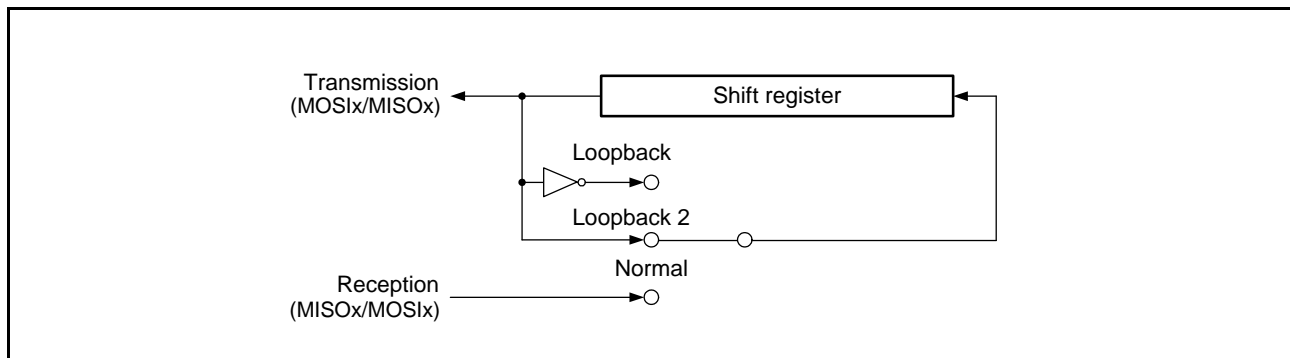 Transmission
(MOSIx/MISOx)
Shift register
Loopback
Loopback 2
Normal
Reception
(MISOx/MOSIx)